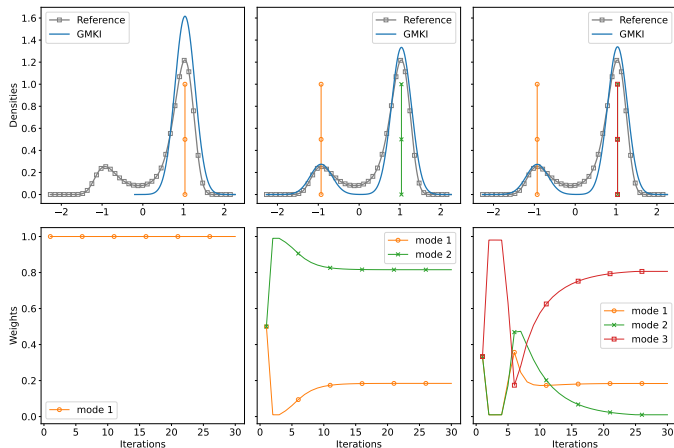 Densities
1.6
1.4
1.2
1.0
0.8
0.6
0.4
0.2
0.0
Reference
GMKI
−2 −1 0 1 2
Reference
GMKI
−2 −1 0 1 2
Reference
GMKI
−2 −1 0 1 2
Weights
1.0
0.8
0.6
0.4
0.2
0.0
mode 1
0 5 10 15 20 25 30
Iterations
mode 1
mode 2
0 5 10 15 20 25 30
Iterations
mode 1
mode 2
mode 3
0 5 10 15 20 25 30
Iterations